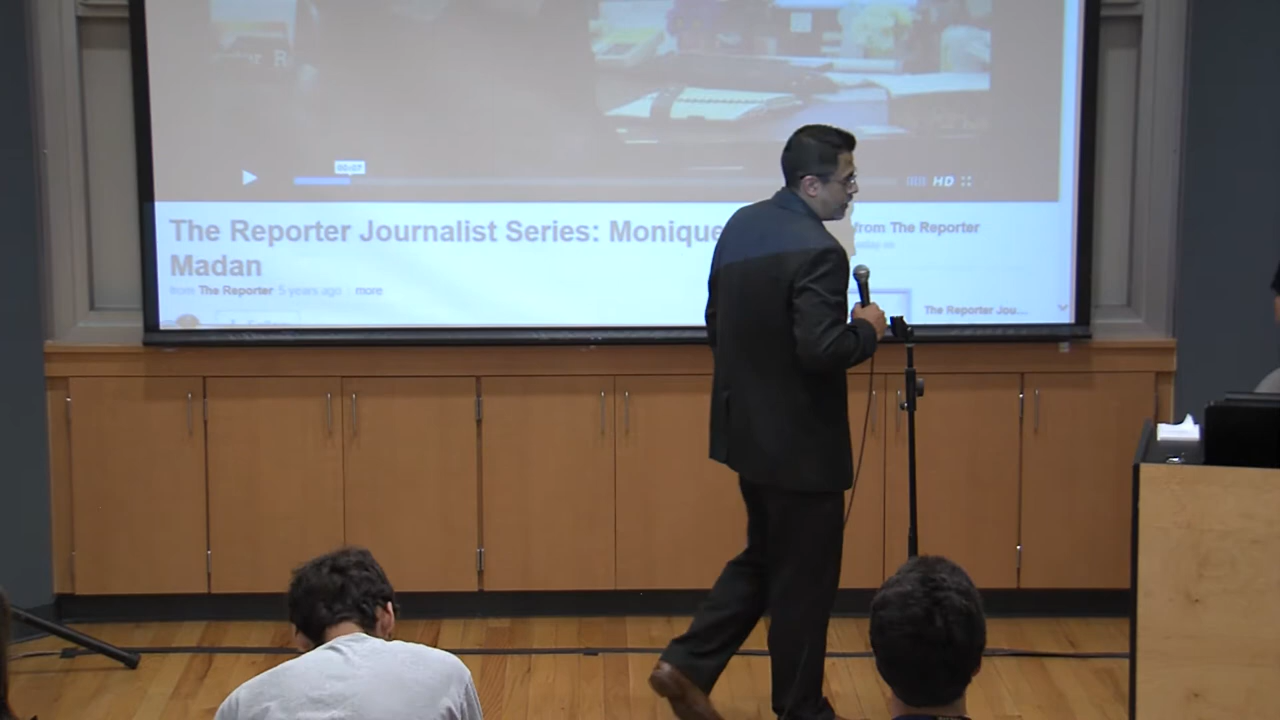 00:07
HD
The Reporter Journalist Series: Monique
Madan
from The Reporter 5 years ago more
from The Reporter
The Reporter Jou...